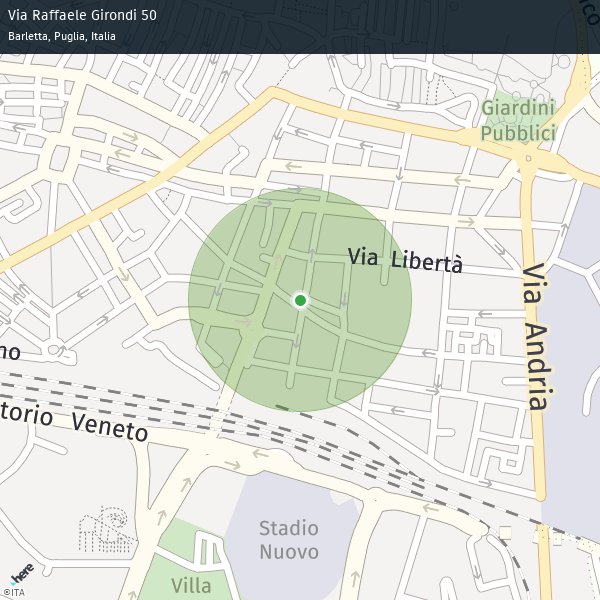 Via Raffaele Girondi 50
Barletta, Puglia, Italia
ico
Giardini
Pubblici
Via Libertà
Via Andria
no
torio Veneto
Stadio
Nuovo
Villa
here
©ITA